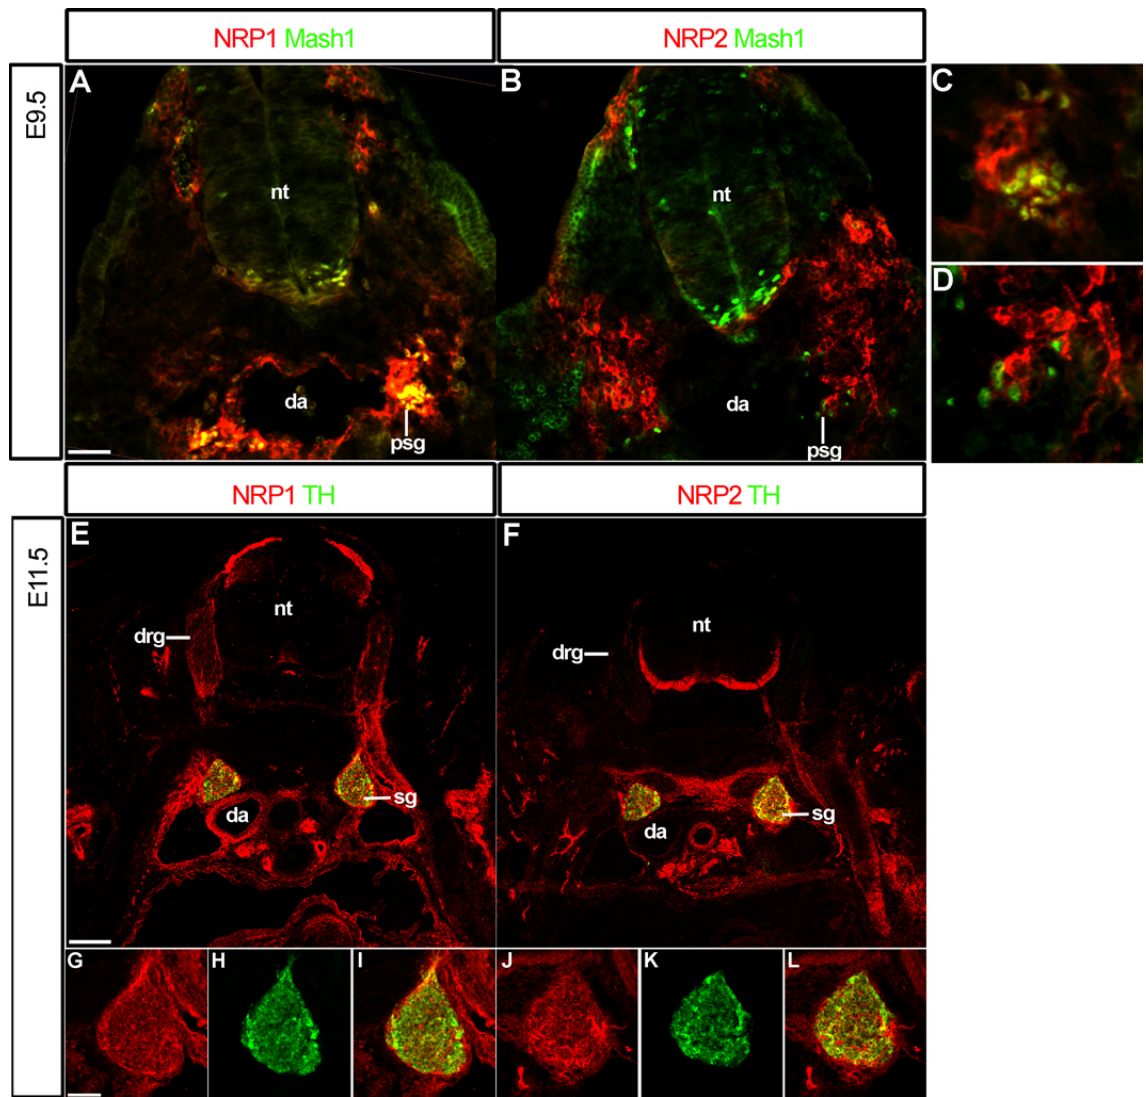 NRP1 Mash1
NRP2 Mash1
E9.5
A
B
C
nt
nt
D
da
da
psg
psg
NRP1 TH
NRP2 TH
E11.5
E
F
nt
nt
drg
drg
sg
sg
da
da
G
H
I
J
K
L